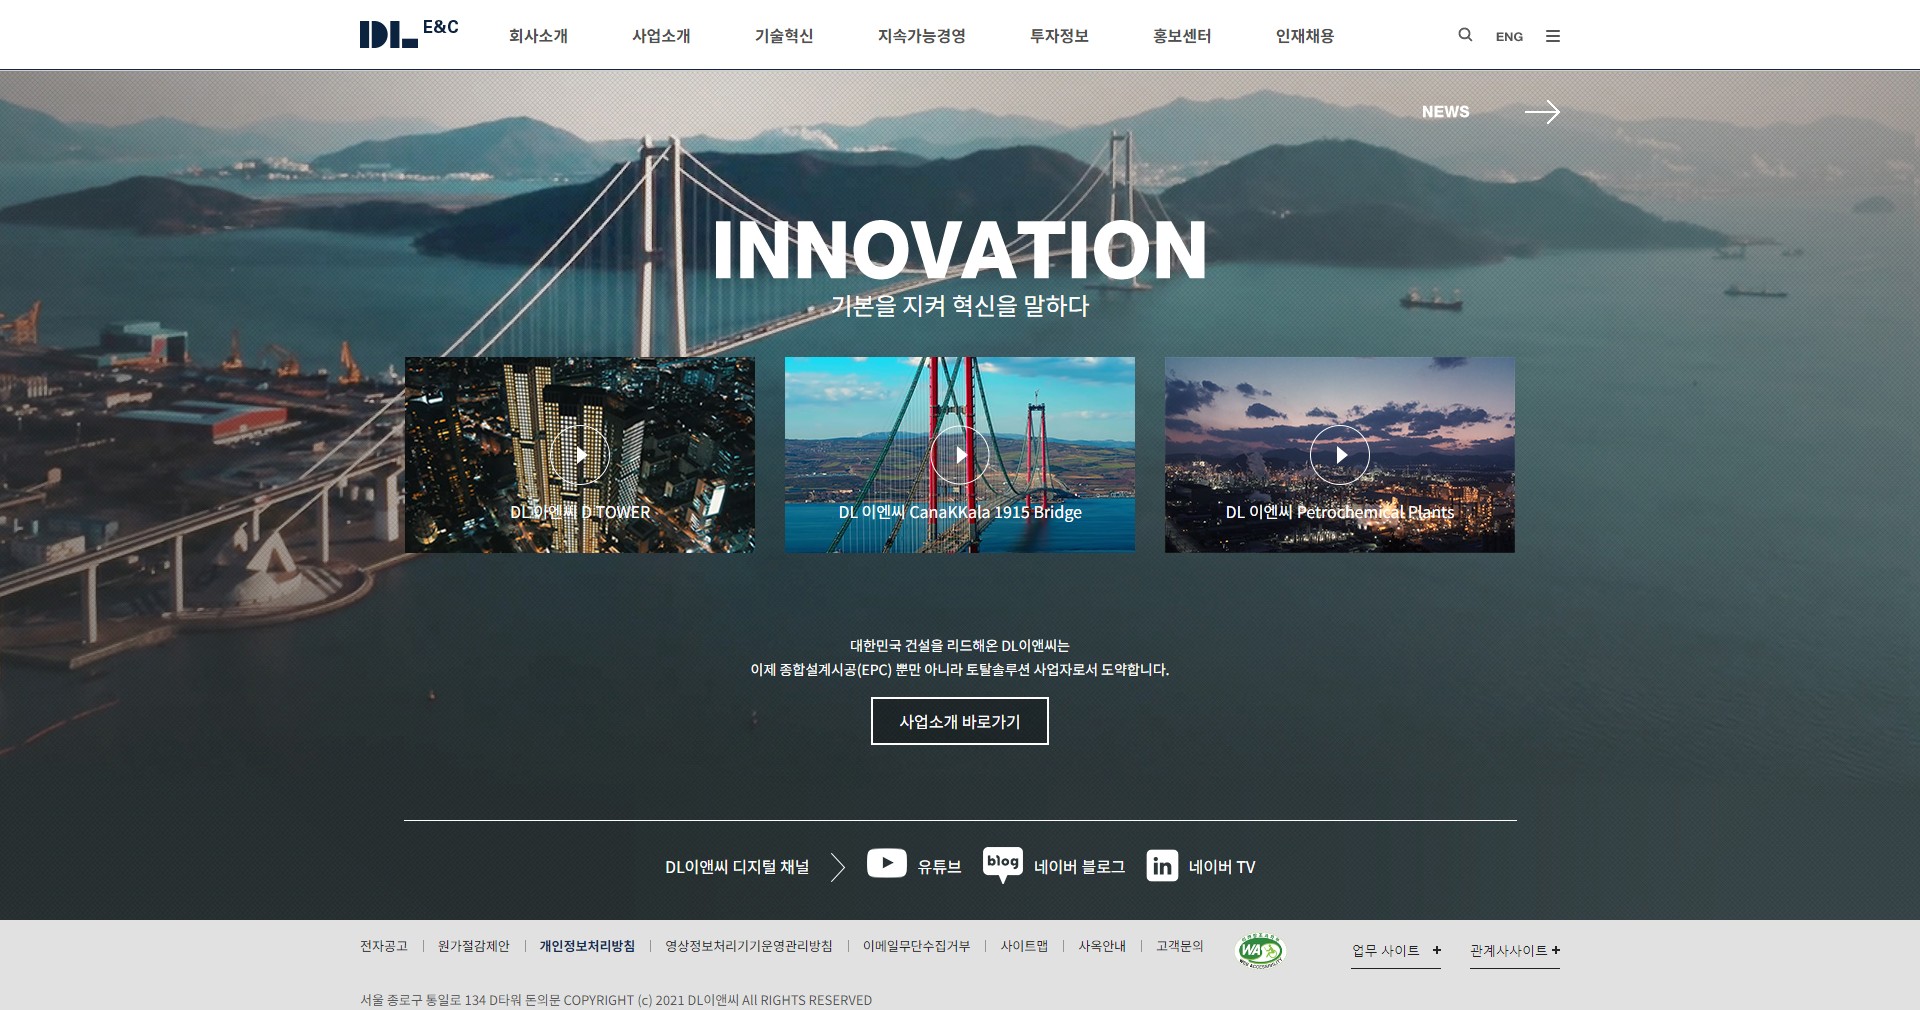 DL E&C
회사소개 사업소개 기술혁신 지속가능경영 투자정보 홍보센터 인재채용 ENG
NEWS
INNOVATION
기본을 지켜 혁신을 말하다
DL 이엔씨 D TOWER
DL 이엔씨 CanaKKala 1915 Bridge
DL 이엔씨 Petrochemical Plants
대한민국 건설을 리드해온 DL이앤씨는
이제 종합설계시공(EPC) 뿐만 아니라 토탈솔루션 사업자로서 도약합니다.
사업소개 바로가기
DL이앤씨 디지털 채널 유튜브 blog 네이버 블로그 in 네이버 TV
전자공고 원가절감제안 개인정보처리방침 영상정보처리기기운영관리방침 이메일무단수집거부 사이트맵 사옥안내 고객문의 WA WEB ACCESSIBILITY 업무 사이트 + 관계사사이트 +
서울 종로구 통일로 134 D타워 돈의문 COPYRIGHT (c) 2021 DL이앤씨 All RIGHTS RESERVED